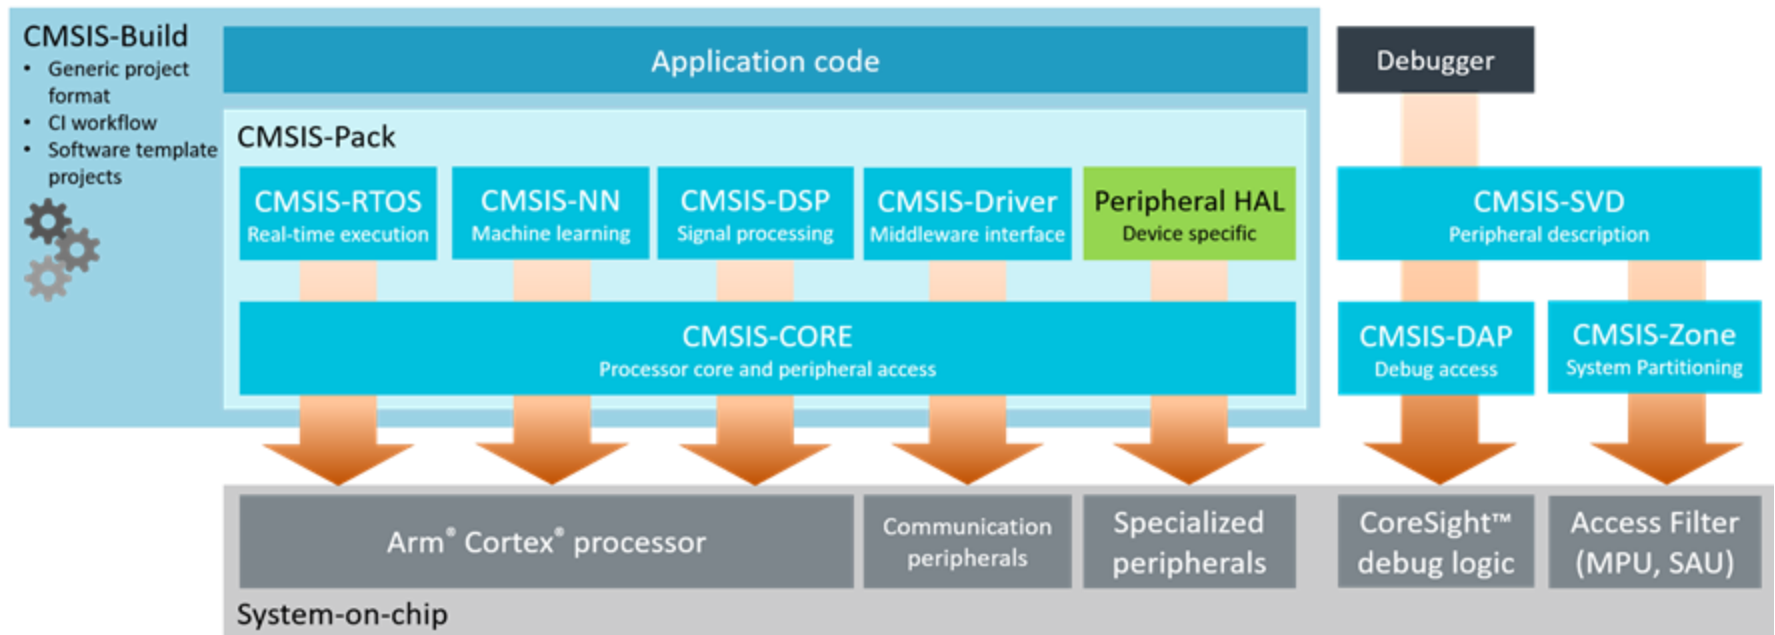 CMSIS-Build
• Generic project
format
• CI workflow
• Software template
projects
Application code
Debugger
CMSIS-Pack
CMSIS-RTOS
Real-time execution
CMSIS-NN
Machine learning
CMSIS-DSP
Signal processing
CMSIS-Driver
Middleware interface
Peripheral HAL
Device specific
CMSIS-SVD
Peripheral description
CMSIS-CORE
Processor core and peripheral access
CMSIS-DAP
Debug access
CMSIS-Zone
System Partitioning
Arm® Cortex® processor
Communication
peripherals
Specialized
peripherals
CoreSight™
debug logic
Access Filter
(MPU, SAU)
System-on-chip